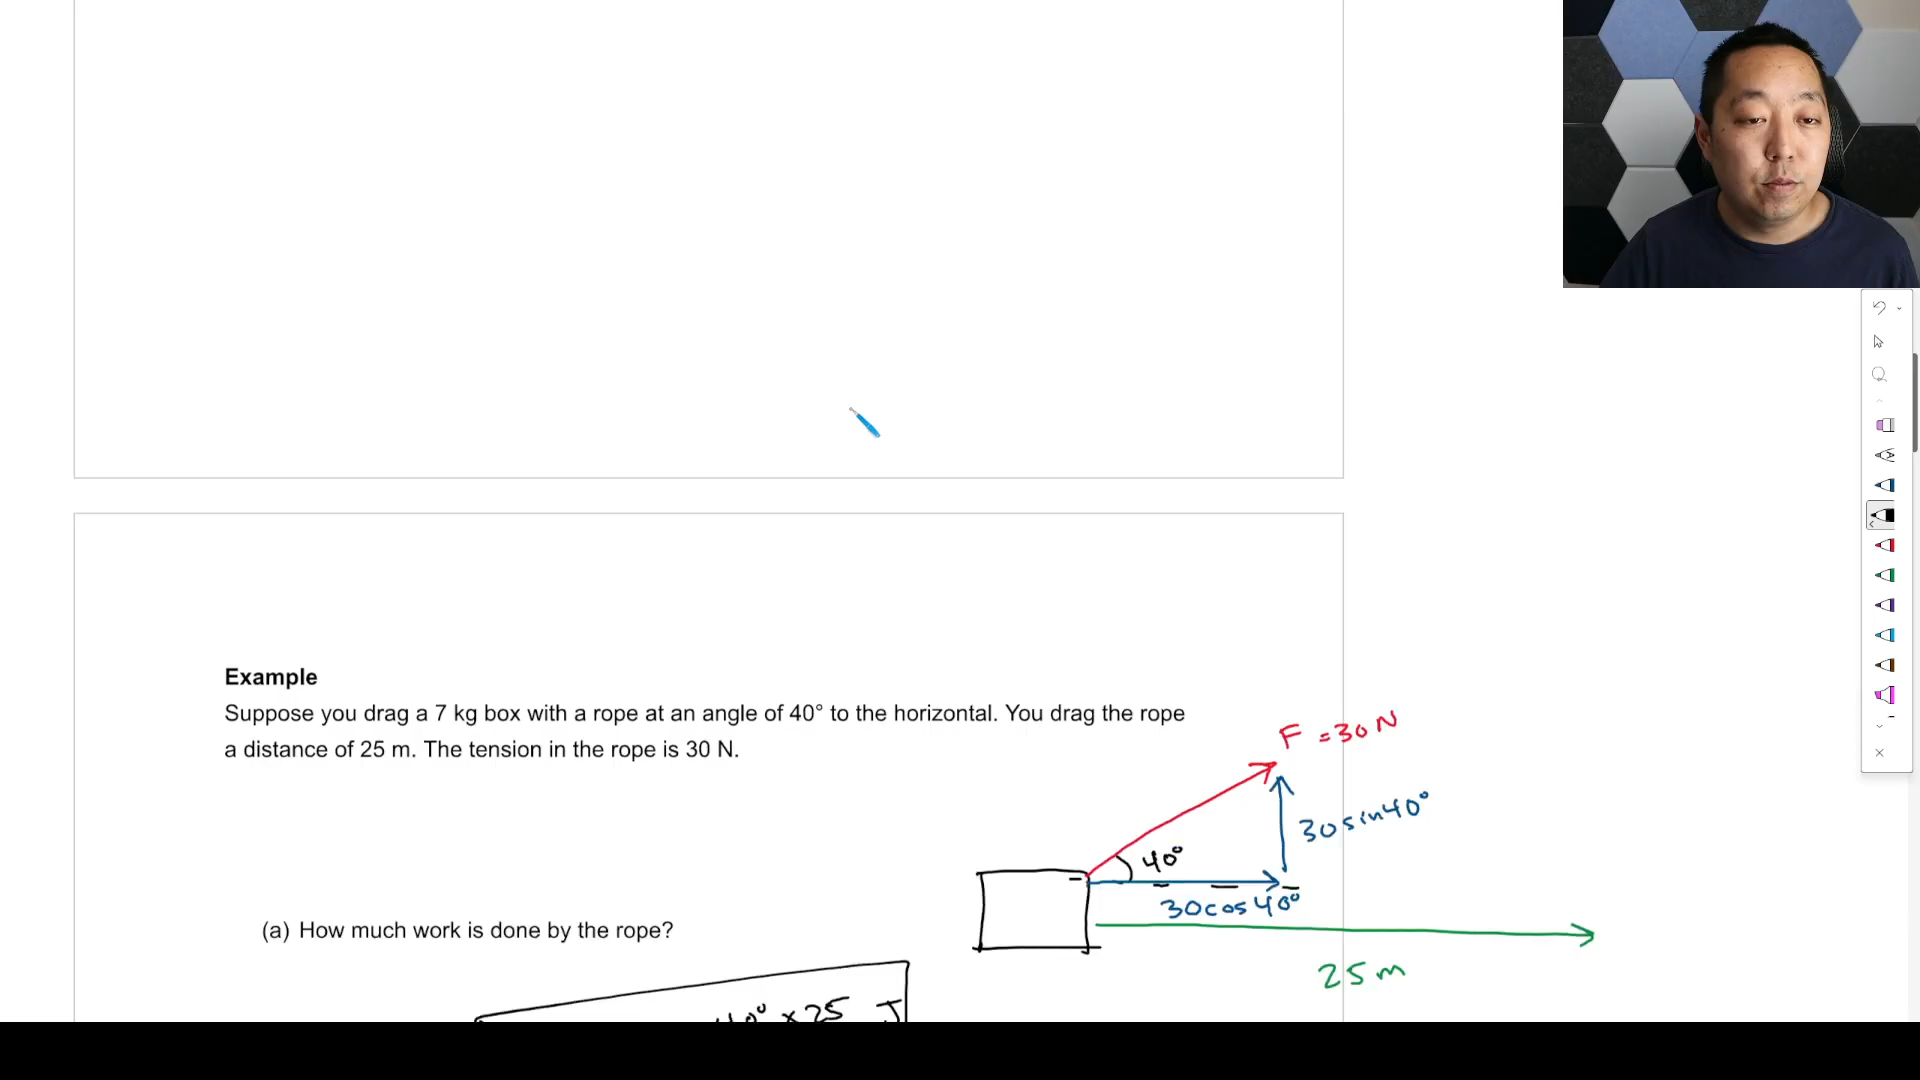 Example
Suppose you drag a 7 kg box with a rope at an angle of 40° to the horizontal. You drag the rope
a distance of 25 m. The tension in the rope is 30 N.
F = 30 N
30 sin 40°
40°
30 cos 40°
(a) How much work is done by the rope?
25 m
40° × 25 J